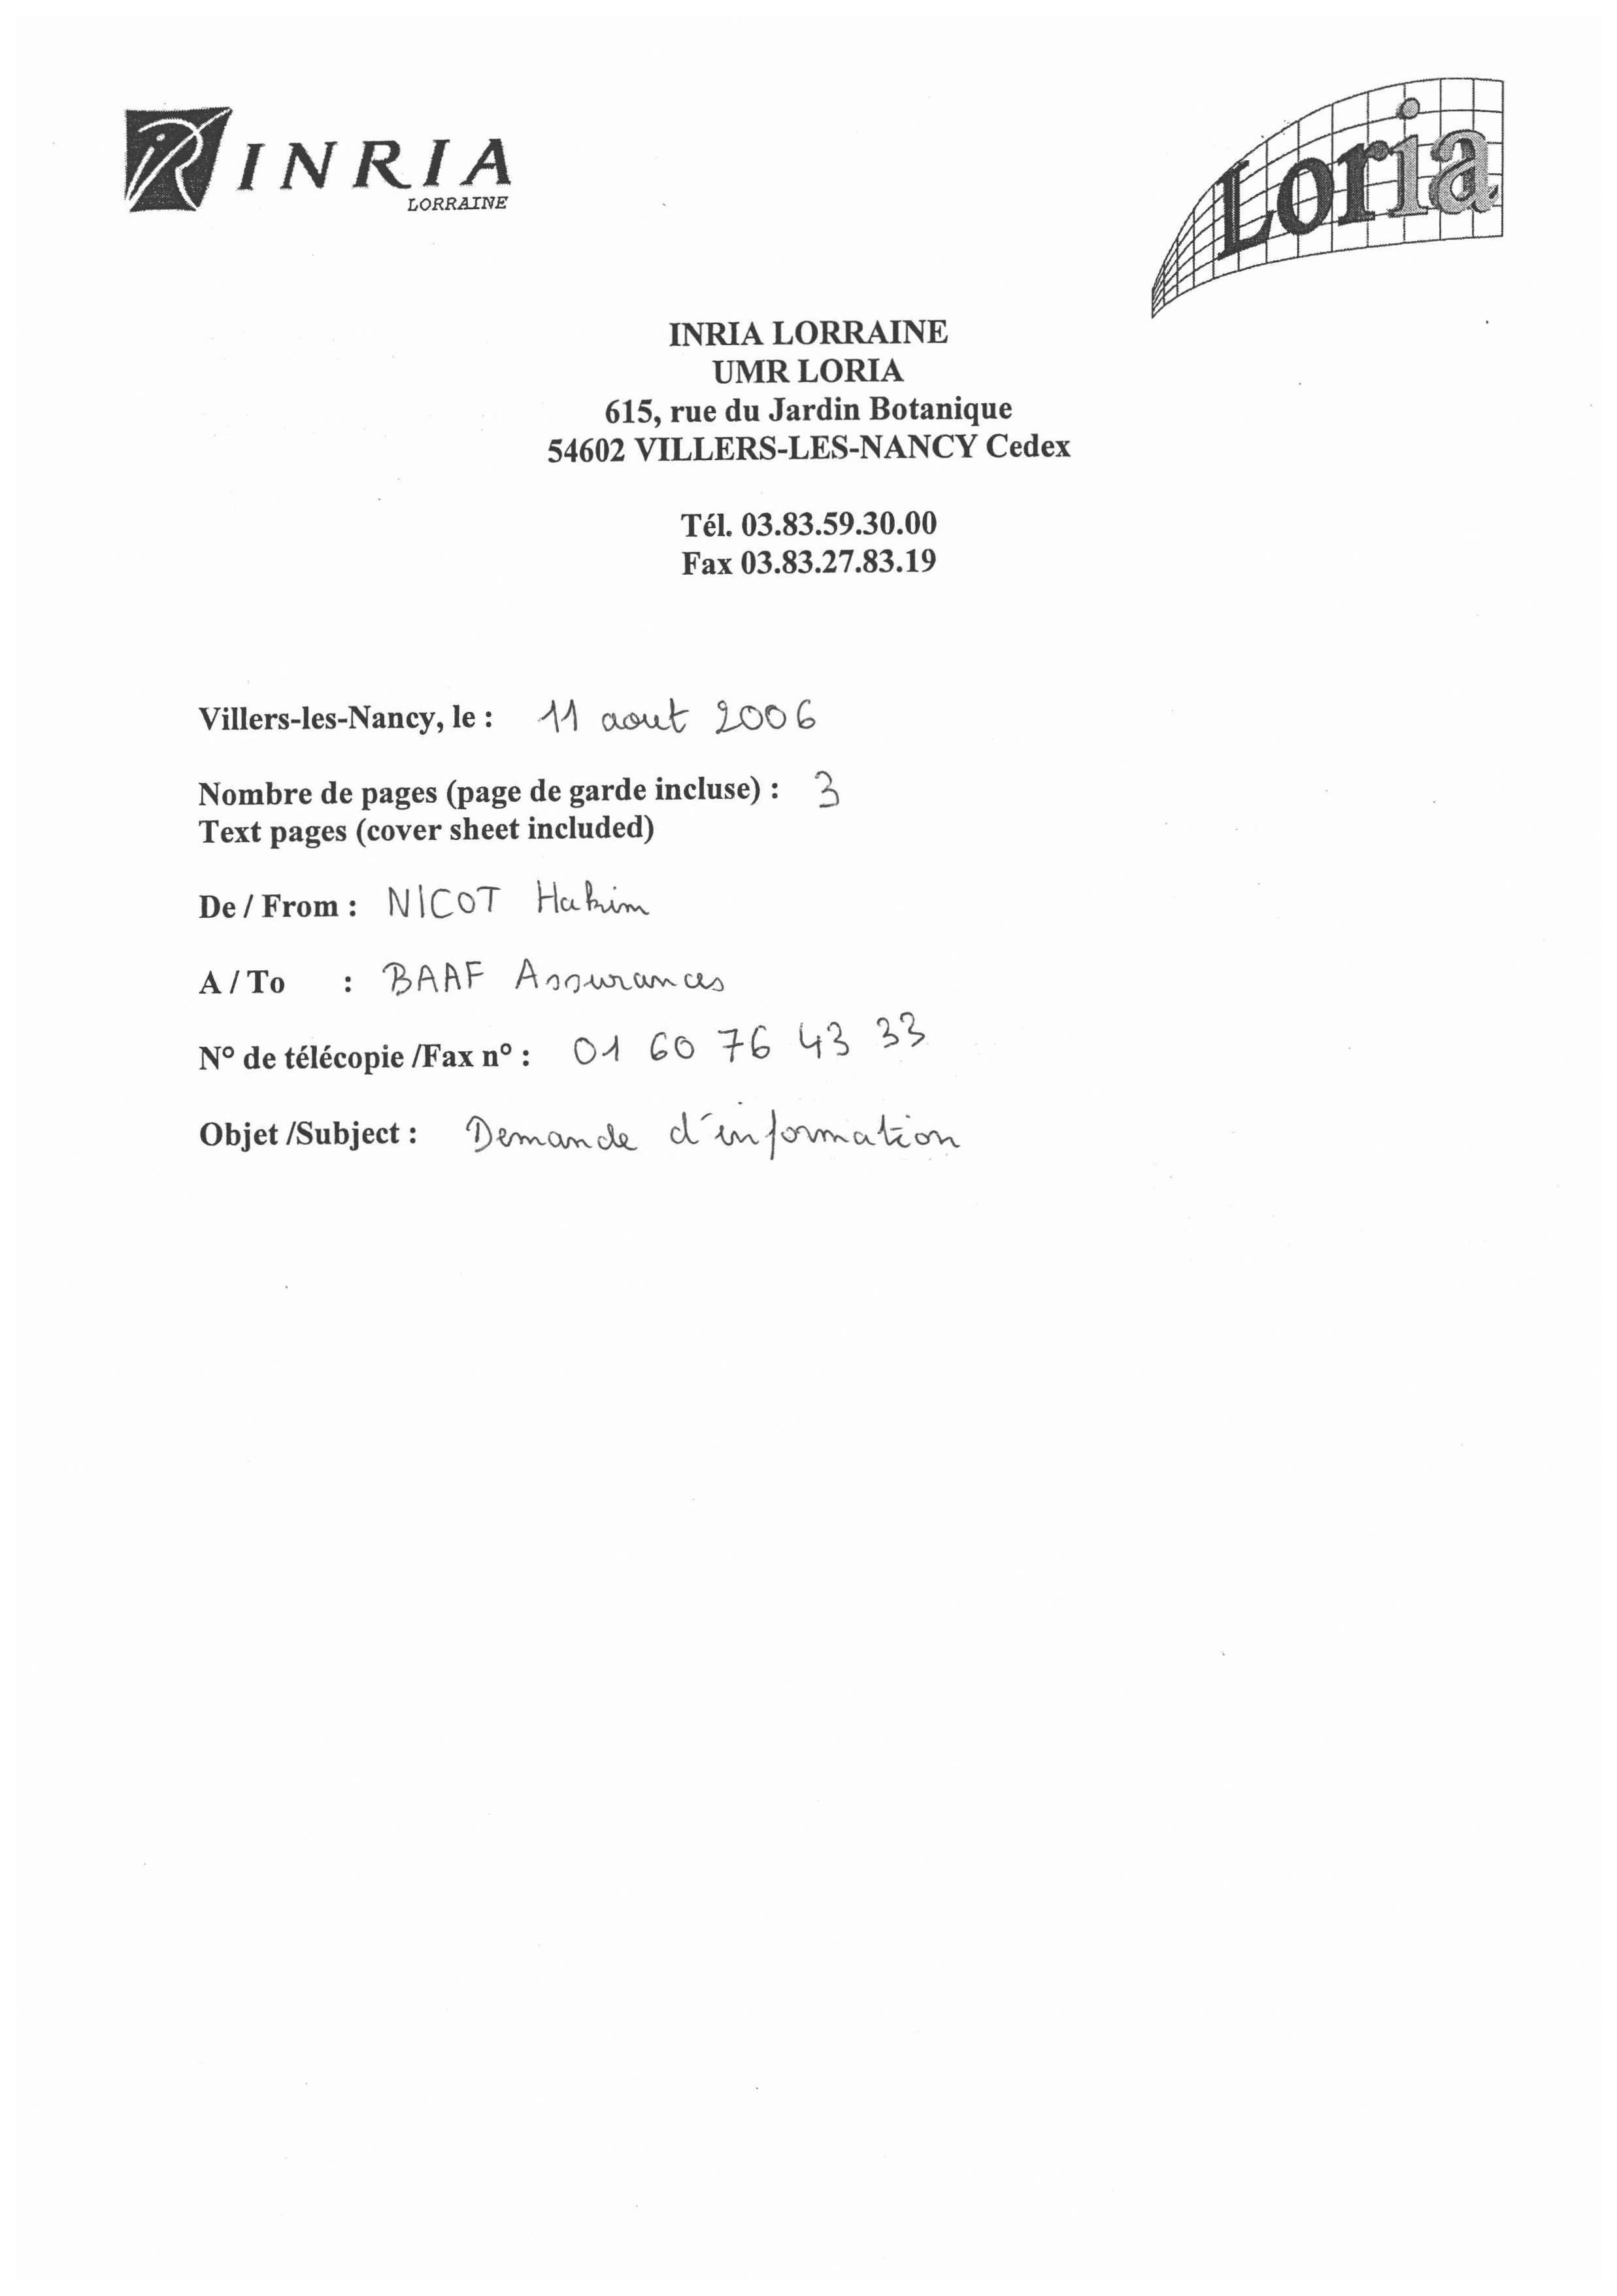 INRIA
LORRAINE
Loria
INRIA LORRAINE
UMR LORIA
615, rue du Jardin Botanique
54602 VILLERS-LES-NANCY Cedex
Tél. 03.83.59.30.00
Fax 03.83.27.83.19
Villers-les-Nancy, le : 11 aout 2006
Nombre de pages (page de garde incluse) : 3
Text pages (cover sheet included)
De / From : NICOT Hakim
A / To : BAAF Assurances
N° de télécopie /Fax n° : 01 60 76 43 33
Objet /Subject : Demande d'information